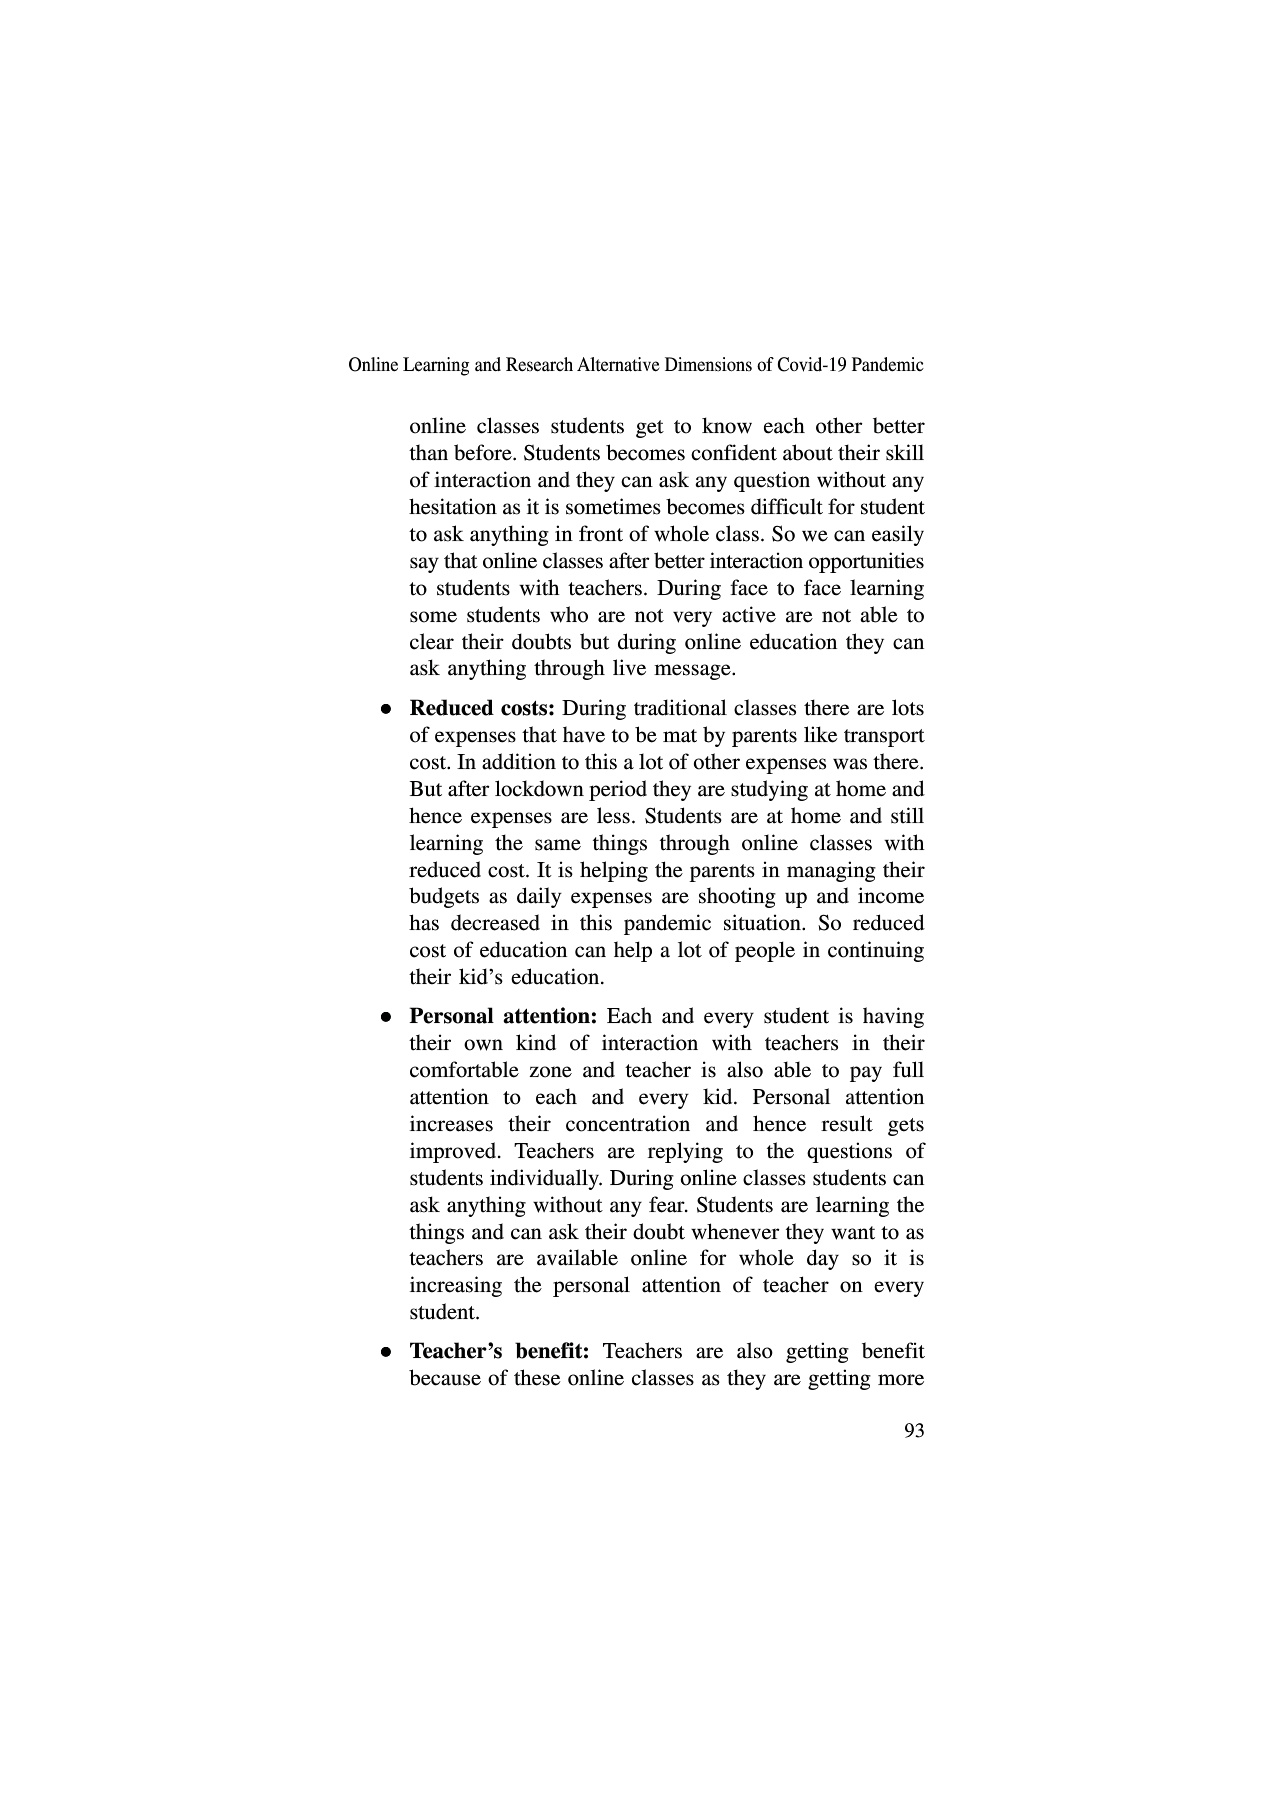 Online Learning and Research Alternative Dimensions of Covid-19 Pandemic
online classes students get to know each other better
than before. Students becomes confident about their skill
of interaction and they can ask any question without any
hesitation as it is sometimes becomes difficult for student
to ask anything in front of whole class. So we can easily
say that online classes after better interaction opportunities
to students with teachers. During face to face learning
some students who are not very active are not able to
clear their doubts but during online education they can
ask anything through live message.
● Reduced costs: During traditional classes there are lots
of expenses that have to be mat by parents like transport
cost. In addition to this a lot of other expenses was there.
But after lockdown period they are studying at home and
hence expenses are less. Students are at home and still
learning the same things through online classes with
reduced cost. It is helping the parents in managing their
budgets as daily expenses are shooting up and income
has decreased in this pandemic situation. So reduced
cost of education can help a lot of people in continuing
their kid’s education.
● Personal attention: Each and every student is having
their own kind of interaction with teachers in their
comfortable zone and teacher is also able to pay full
attention to each and every kid. Personal attention
increases their concentration and hence result gets
improved. Teachers are replying to the questions of
students individually. During online classes students can
ask anything without any fear. Students are learning the
things and can ask their doubt whenever they want to as
teachers are available online for whole day so it is
increasing the personal attention of teacher on every
student.
● Teacher’s benefit: Teachers are also getting benefit
because of these online classes as they are getting more
93